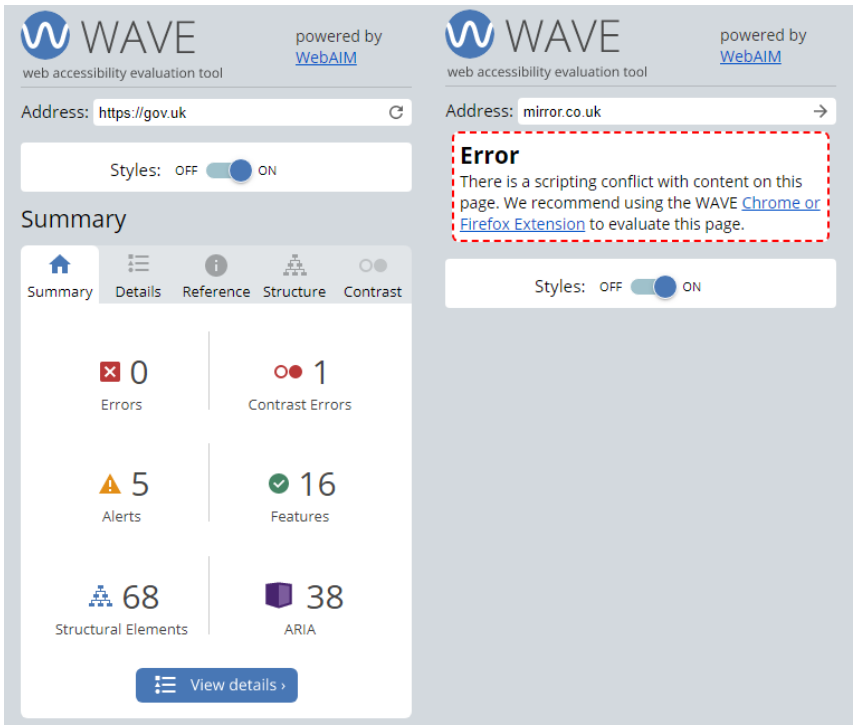 WAVE
powered by
WebAIM
web accessibility evaluation tool
Address: https://gov.uk
Styles: OFF ON
Summary
Summary Details Reference Structure Contrast
0 1
Errors Contrast Errors
5 16
Alerts Features
68 38
Structural Elements ARIA
View details ›
WAVE
powered by
WebAIM
web accessibility evaluation tool
Address: mirror.co.uk
Error
There is a scripting conflict with content on this
page. We recommend using the WAVE Chrome or
Firefox Extension to evaluate this page.
Styles: OFF ON